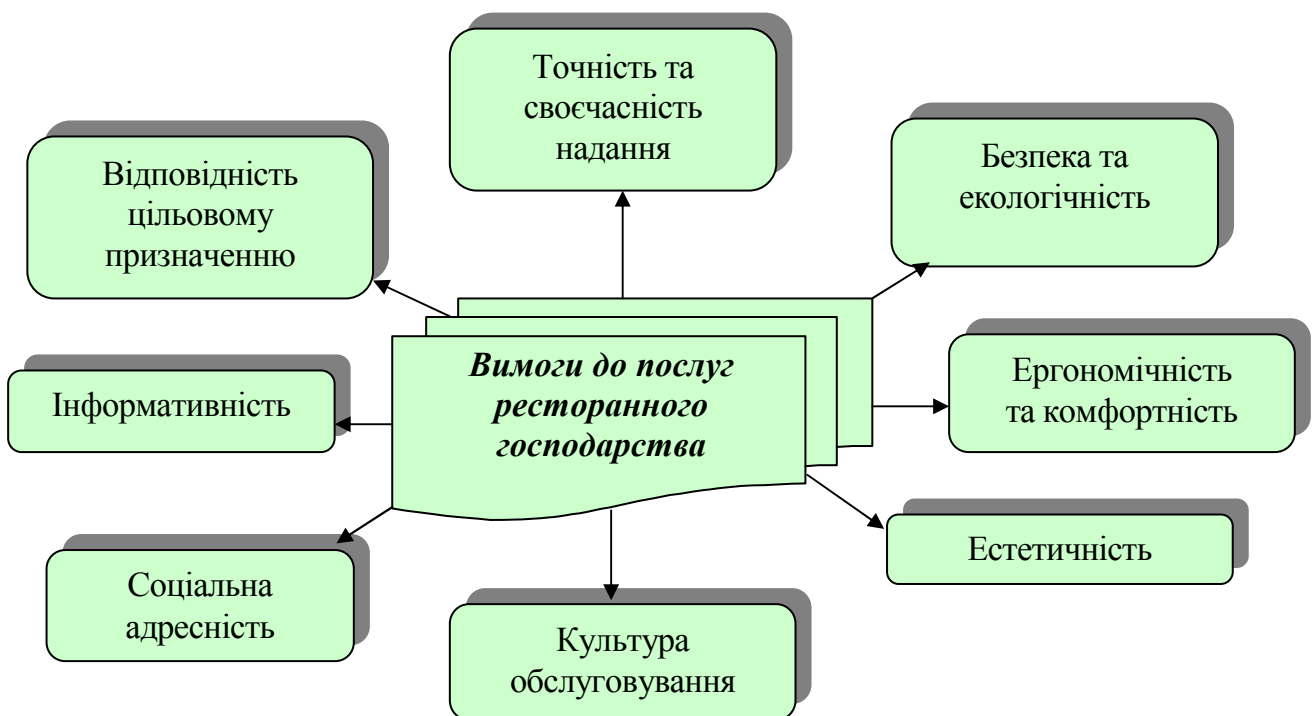 Точність та
своєчасність
надання
Безпека та
екологічність
Відповідність
цільовому
призначенню
Вимоги до послуг
ресторанного
господарства
Ергономічність
та комфортність
Інформативність
Естетичність
Соціальна
адресність
Культура
обслуговування